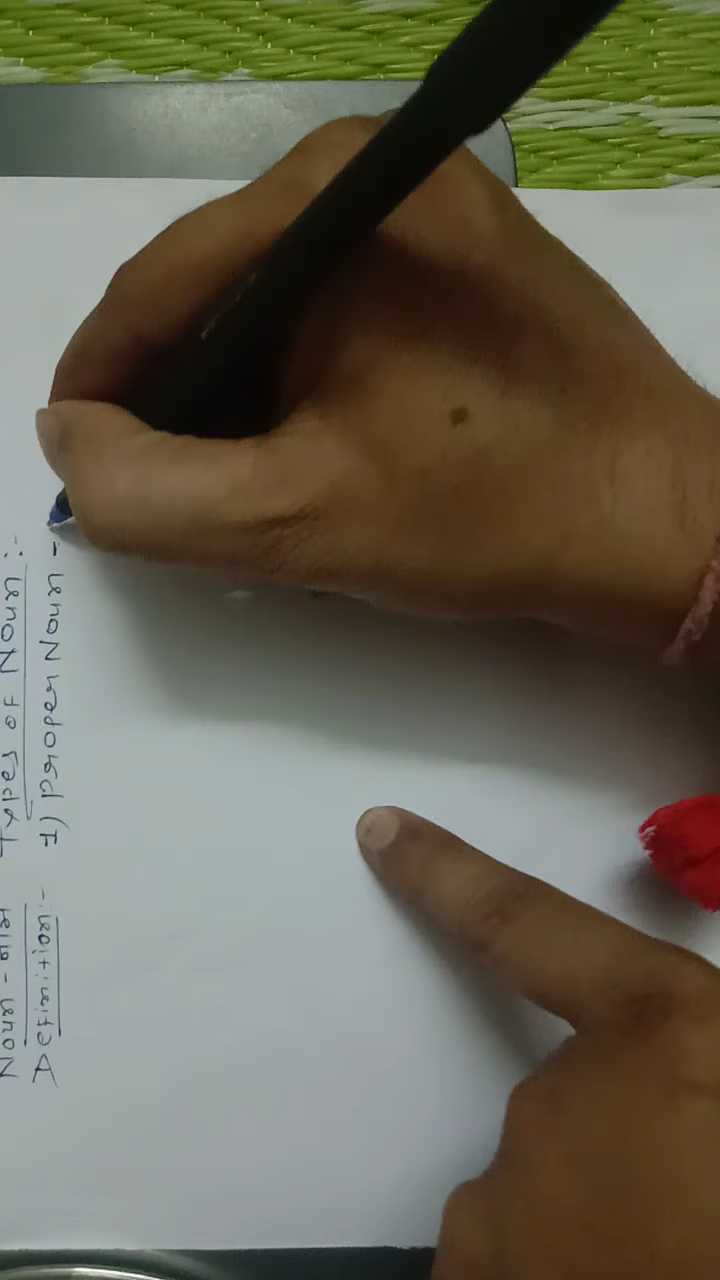 Noun - Types of Noun :-
Definition :- 1) proper Noun -